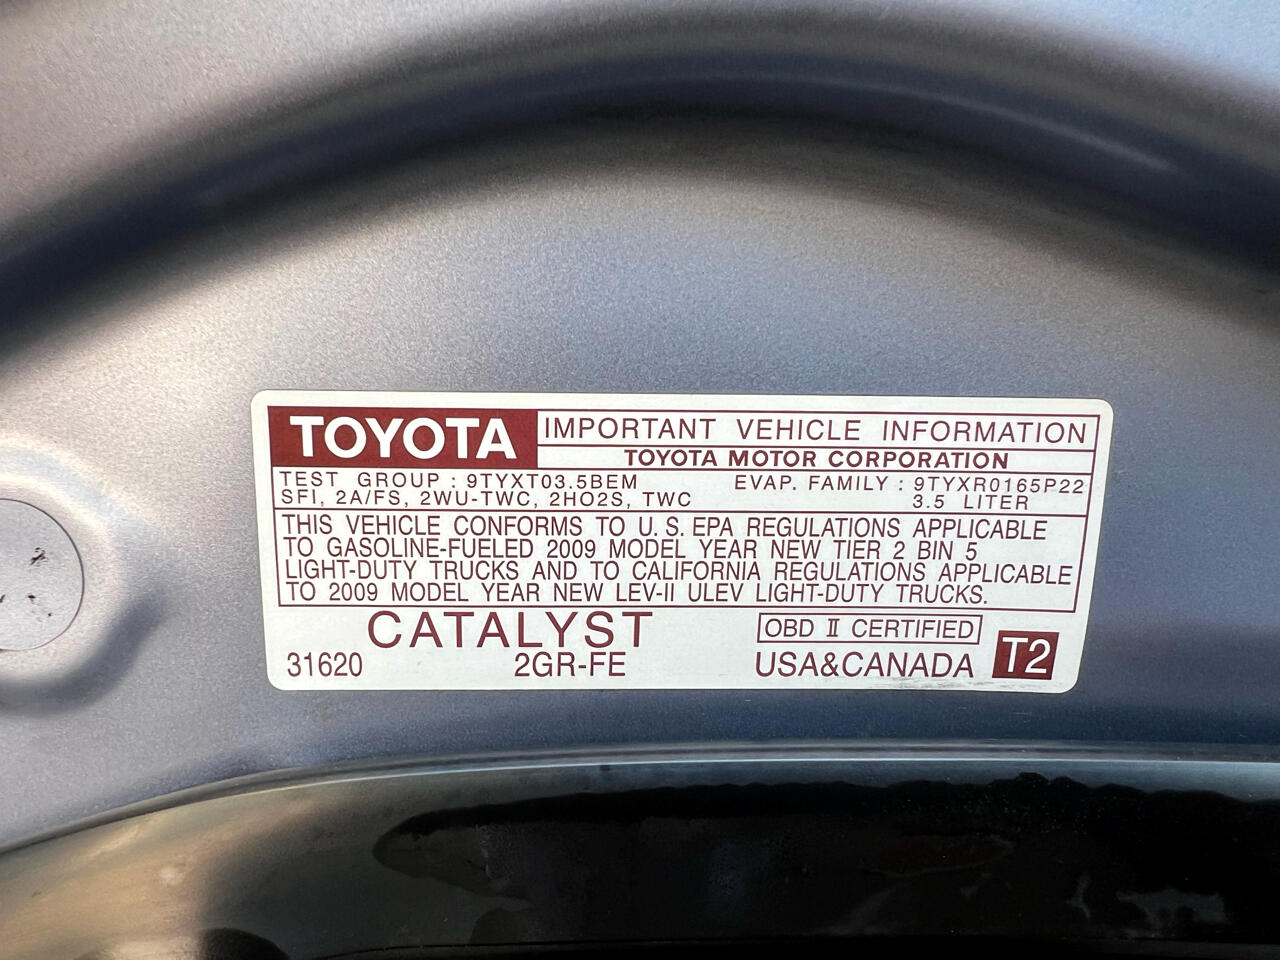 TOYOTA IMPORTANT VEHICLE INFORMATION
TOYOTA MOTOR CORPORATION
TEST GROUP : 9TYXT03.5BEM EVAP. FAMILY : 9TYXR0165P22
SFI, 2A/FS, 2WU-TWC, 2HO2S, TWC 3.5 LITER
THIS VEHICLE CONFORMS TO U.S. EPA REGULATIONS APPLICABLE
TO GASOLINE-FUELED 2009 MODEL YEAR NEW TIER 2 BIN 5
LIGHT-DUTY TRUCKS AND TO CALIFORNIA REGULATIONS APPLICABLE
TO 2009 MODEL YEAR NEW LEV-II ULEV LIGHT-DUTY TRUCKS.
CATALYST OBD II CERTIFIED
31620 2GR-FE USA&CANADA T2